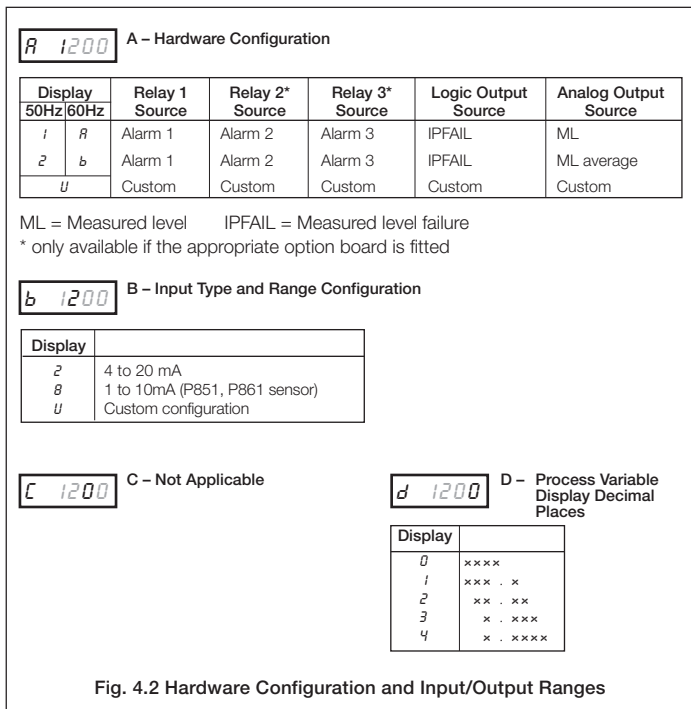 A 1200 A – Hardware Configuration
Display Relay 1 Relay 2* Relay 3* Logic Output Analog Output
50Hz 60Hz Source Source Source Source Source
1 A Alarm 1 Alarm 2 Alarm 3 IPFAIL ML
2 b Alarm 1 Alarm 2 Alarm 3 IPFAIL ML average
U Custom Custom Custom Custom Custom
ML = Measured level IPFAIL = Measured level failure
* only available if the appropriate option board is fitted
b 1200 B – Input Type and Range Configuration
Display
2 4 to 20 mA
8 1 to 10mA (P851, P861 sensor)
U Custom configuration
C 1200 C – Not Applicable
d 1200 D – Process Variable
Display Decimal
Places
Display
0 ××××
1 ××× . ×
2 ×× . ××
3 × . ×××
4 × . ××××
Fig. 4.2 Hardware Configuration and Input/Output Ranges